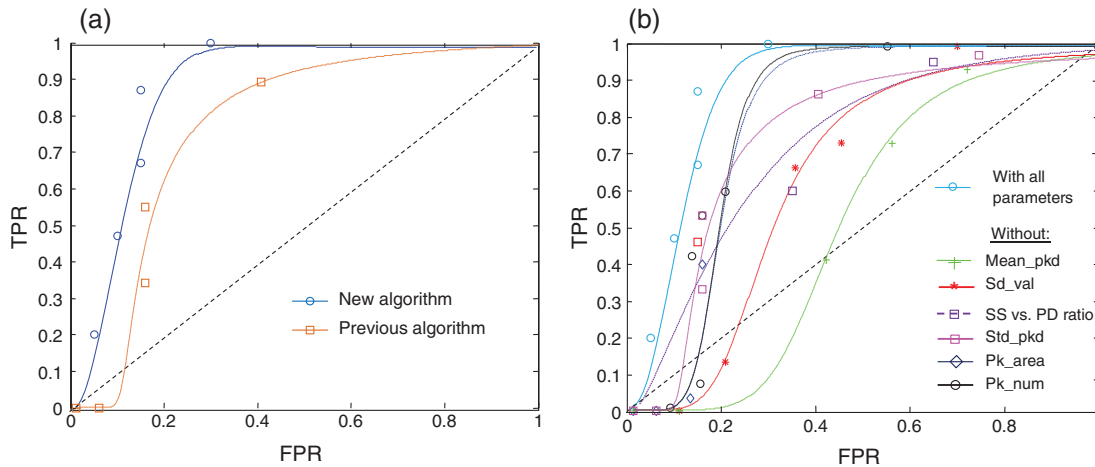 (a)
1
0.9
0.8
0.7
0.6
0.5
0.4
0.3
0.2
0.1
0
TPR
0
0.2
0.4
0.6
0.8
1
FPR
New algorithm
Previous algorithm
(b)
1
0.9
0.8
0.7
0.6
0.5
0.4
0.3
0.2
0.1
0
TPR
0
0.2
0.4
0.6
0.8
FPR
With all
parameters
Without:
Mean_pkd
Sd_val
SS vs. PD ratio
Std_pkd
Pk_area
Pk_num